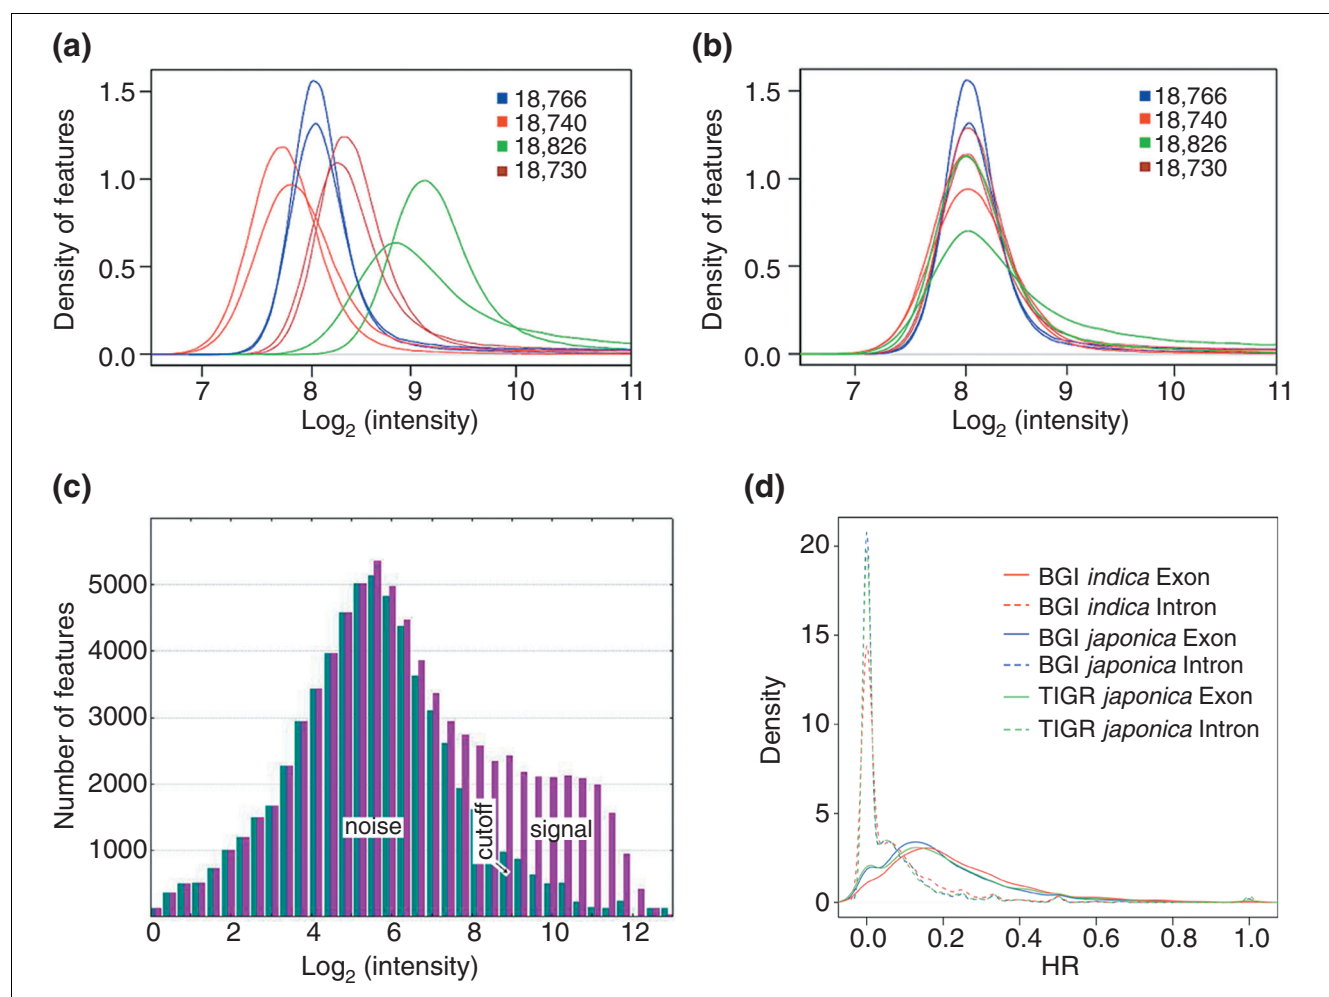 (a)
Density of features
1.5
1.0
0.5
0.0
18,766
18,740
18,826
18,730
7 8 9 10 11
Log2 (intensity)
(b)
Density of features
1.5
1.0
0.5
0.0
18,766
18,740
18,826
18,730
7 8 9 10 11
Log2 (intensity)
(c)
Number of features
5000
4000
3000
2000
1000
noise
cutoff
signal
0 2 4 6 8 10 12
Log2 (intensity)
(d)
Density
20
15
10
5
0
BGI indica Exon
BGI indica Intron
BGI japonica Exon
BGI japonica Intron
TIGR japonica Exon
TIGR japonica Intron
0.0 0.2 0.4 0.6 0.8 1.0
HR